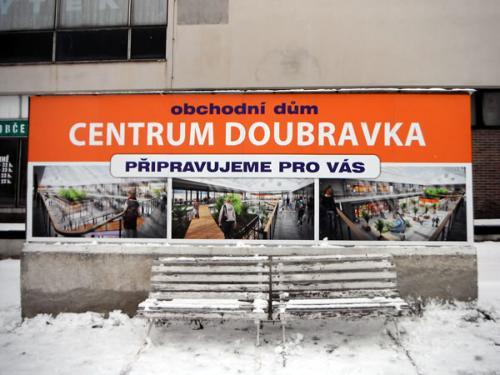 obchodní dům
CENTRUM DOUBRAVKA
PŘIPRAVUJEME PRO VÁS